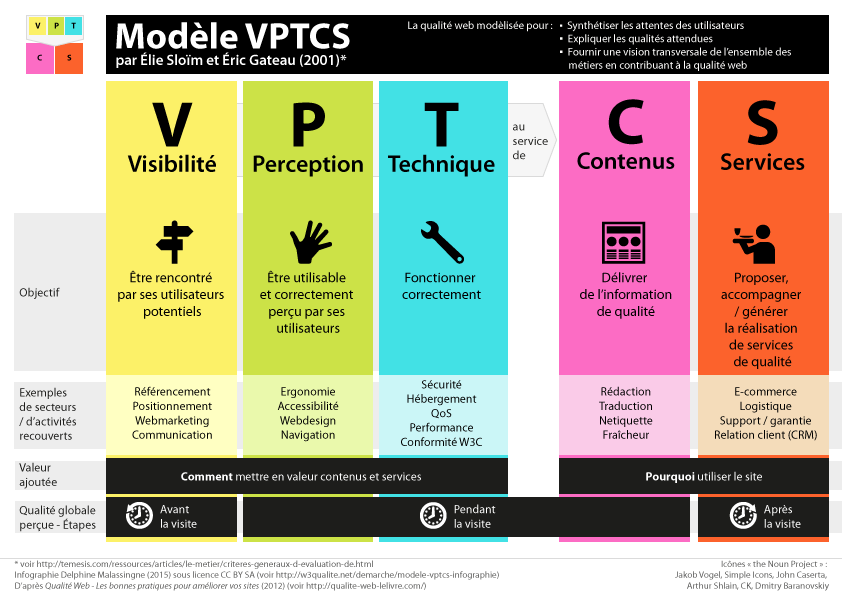 V P T
C S
Modèle VPTCS
par Élie Sloïm et Éric Gateau (2001)*
La qualité web modèlisée pour :
• Synthétiser les attentes des utilisateurs
• Expliquer les qualités attendues
• Fournir une vision transversale de l'ensemble des
métiers en contribuant à la qualité web
V
Visibilité
P
Perception
T
Technique
au
service
de
C
Contenus
S
Services
Objectif
Être rencontré
par ses utilisateurs
potentiels
Être utilisable
et correctement
perçu par ses
utilisateurs
Fonctionner
correctement
Délivrer
de l'information
de qualité
Proposer,
accompagner
/ générer
la réalisation
de services
de qualité
Exemples
de secteurs
/ d'activités
recouverts
Référencement
Positionnement
Webmarketing
Communication
Ergonomie
Accessibilité
Webdesign
Navigation
Sécurité
Hébergement
QoS
Performance
Conformité W3C
Rédaction
Traduction
Netiquette
Fraîcheur
E-commerce
Logistique
Support / garantie
Relation client (CRM)
Valeur
ajoutée
Comment mettre en valeur contenus et services
Pourquoi utiliser le site
Qualité globale
perçue - Étapes
Avant
la visite
Pendant
la visite
Après
la visite
* voir http://temesis.com/ressources/articles/le-metier/criteres-generaux-d-evaluation-de.html
Infographie Delphine Malassingne (2015) sous licence CC BY SA (voir http://w3qualite.net/demarche/modele-vptcs-infographie)
D'après Qualité Web - Les bonnes pratiques pour améliorer vos sites (2012) (voir http://qualite-web-lelivre.com/)
Icônes « the Noun Project » :
Jakob Vogel, Simple Icons, John Caserta,
Arthur Shlain, CK, Dmitry Baranovskiy